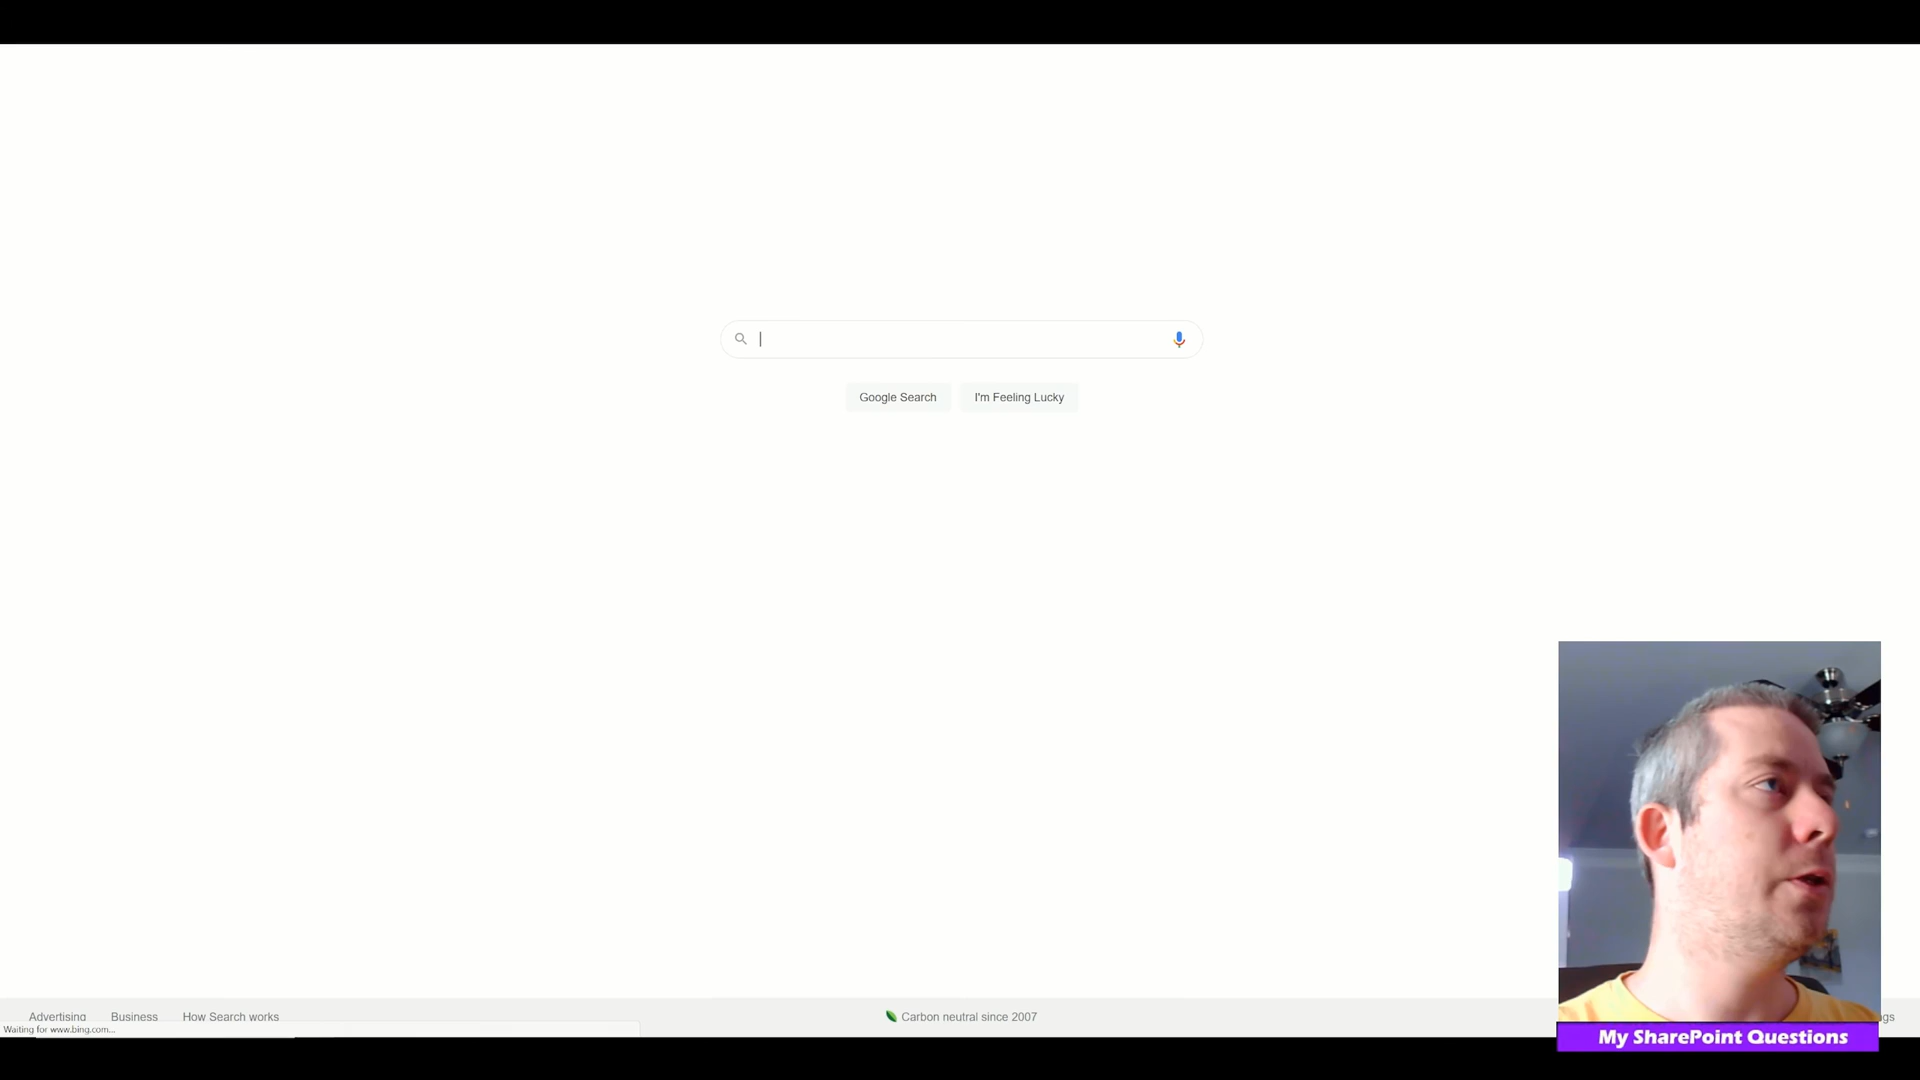 Google Search
I'm Feeling Lucky
Advertising
Business
How Search works
Carbon neutral since 2007
Waiting for www.bing.com...
My SharePoint Questions